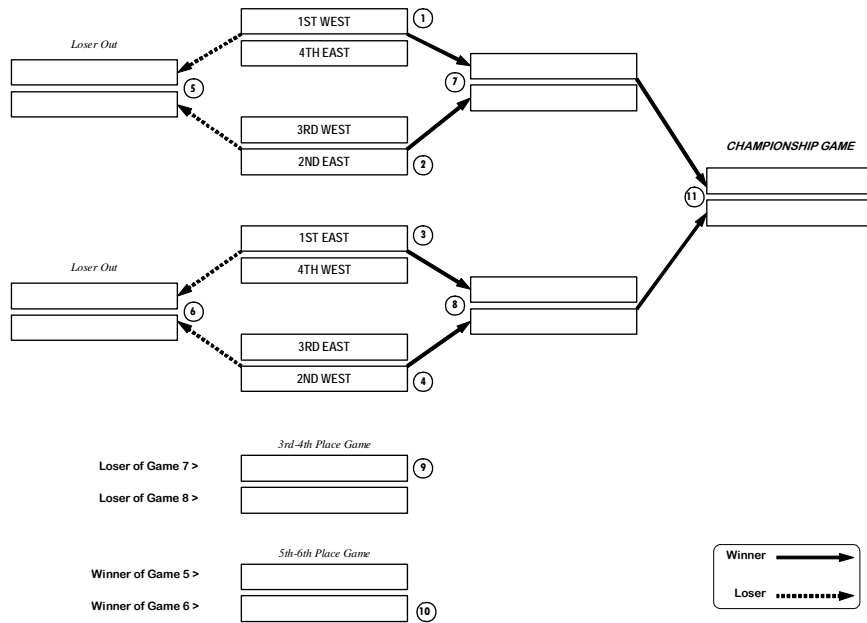 1ST WEST
1
Loser Out
4TH EAST
5
7
3RD WEST
2ND EAST
2
CHAMPIONSHIP GAME
11
1ST EAST
3
Loser Out
4TH WEST
6
8
3RD EAST
2ND WEST
4
3rd-4th Place Game
Loser of Game 7 >
9
Loser of Game 8 >
5th-6th Place Game
Winner of Game 5 >
Winner of Game 6 >
10
Winner
Loser